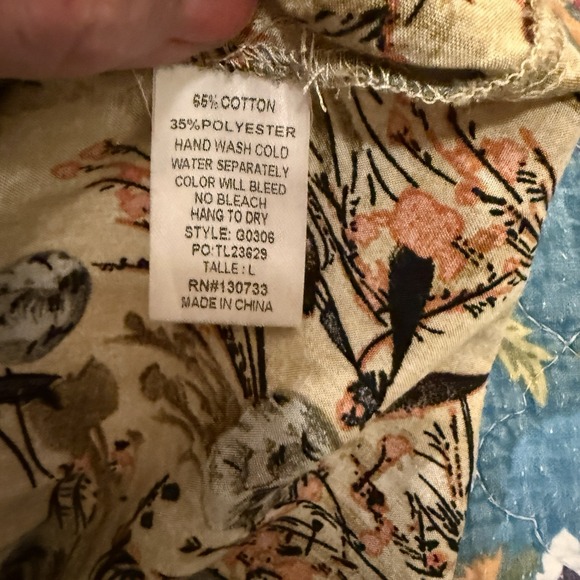 65% COTTON
35%POLYESTER
HAND WASH COLD
WATER SEPARATELY
COLOR WILL BLEED
NO BLEACH
HANG TO DRY
STYLE: G0306
PO:TL23629
TALLE : L
RN#130733
MADE IN CHINA